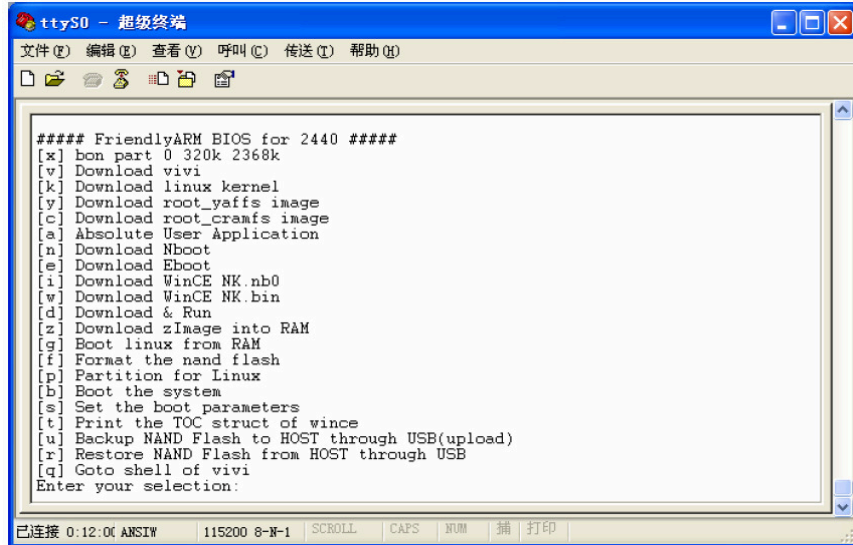 ttyS0 - 超级终端
文件(F) 编辑(E) 查看(V) 呼叫(C) 传送(T) 帮助(H)
##### FriendlyARM BIOS for 2440 #####
[x] bon part 0 320k 2368k
[v] Download vivi
[k] Download linux kernel
[y] Download root_yaffs image
[c] Download root_cramfs image
[a] Absolute User Application
[n] Download Nboot
[e] Download Eboot
[i] Download WinCE NK.nb0
[w] Download WinCE NK.bin
[d] Download & Run
[z] Download zImage into RAM
[g] Boot linux from RAM
[f] Format the nand flash
[p] Partition for Linux
[b] Boot the system
[s] Set the boot parameters
[t] Print the TOC struct of wince
[u] Backup NAND Flash to HOST through USB(upload)
[r] Restore NAND Flash from HOST through USB
[q] Goto shell of vivi
Enter your selection:
已连接 0:12:00 ANSIW 115200 8-N-1 SCROLL CAPS NUM 捕 打印